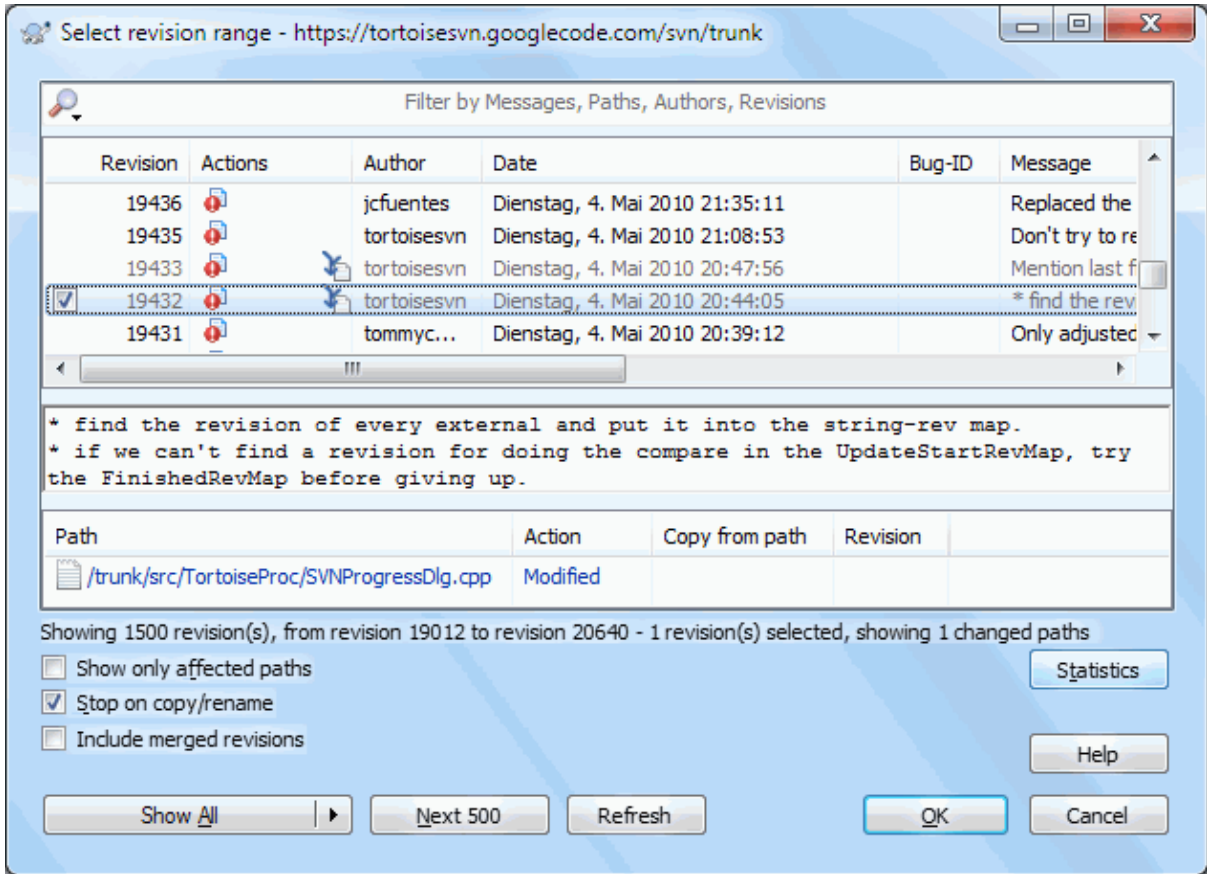 Select revision range - https://tortoisesvn.googlecode.com/svn/trunk
Filter by Messages, Paths, Authors, Revisions
Revision Actions Author Date Bug-ID Message
19436 jcfuentes Dienstag, 4. Mai 2010 21:35:11 Replaced the
19435 tortoisesvn Dienstag, 4. Mai 2010 21:08:53 Don't try to re
19433 tortoisesvn Dienstag, 4. Mai 2010 20:47:56 Mention last f
19432 tortoisesvn Dienstag, 4. Mai 2010 20:44:05 * find the rev
19431 tommyc... Dienstag, 4. Mai 2010 20:39:12 Only adjusted
* find the revision of every external and put it into the string-rev map.
* if we can't find a revision for doing the compare in the UpdateStartRevMap, try
the FinishedRevMap before giving up.
Path Action Copy from path Revision
/trunk/src/TortoiseProc/SVNProgressDlg.cpp Modified
Showing 1500 revision(s), from revision 19012 to revision 20640 - 1 revision(s) selected, showing 1 changed paths
Show only affected paths
Statistics
Stop on copy/rename
Include merged revisions
Help
Show All Next 500 Refresh OK Cancel